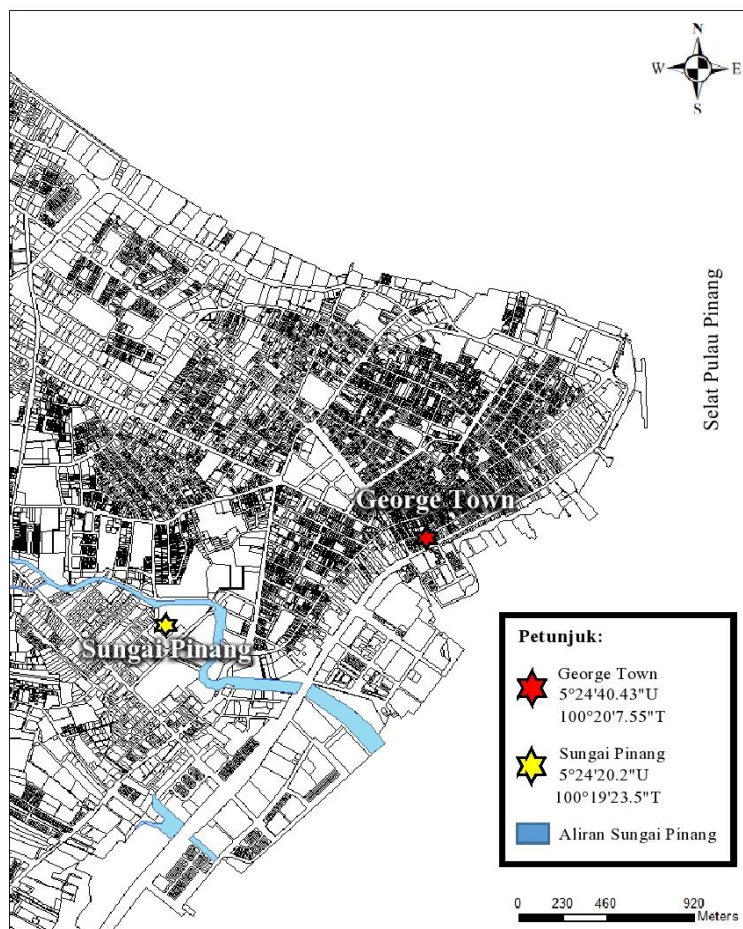 N
W E
S
Selat Pulau Pinang
George Town
Sungai Pinang
Petunjuk:
George Town
5°24'40.43"U
100°20'7.55"T
Sungai Pinang
5°24'20.2"U
100°19'23.5"T
Aliran Sungai Pinang
0 230 460 920
Meters